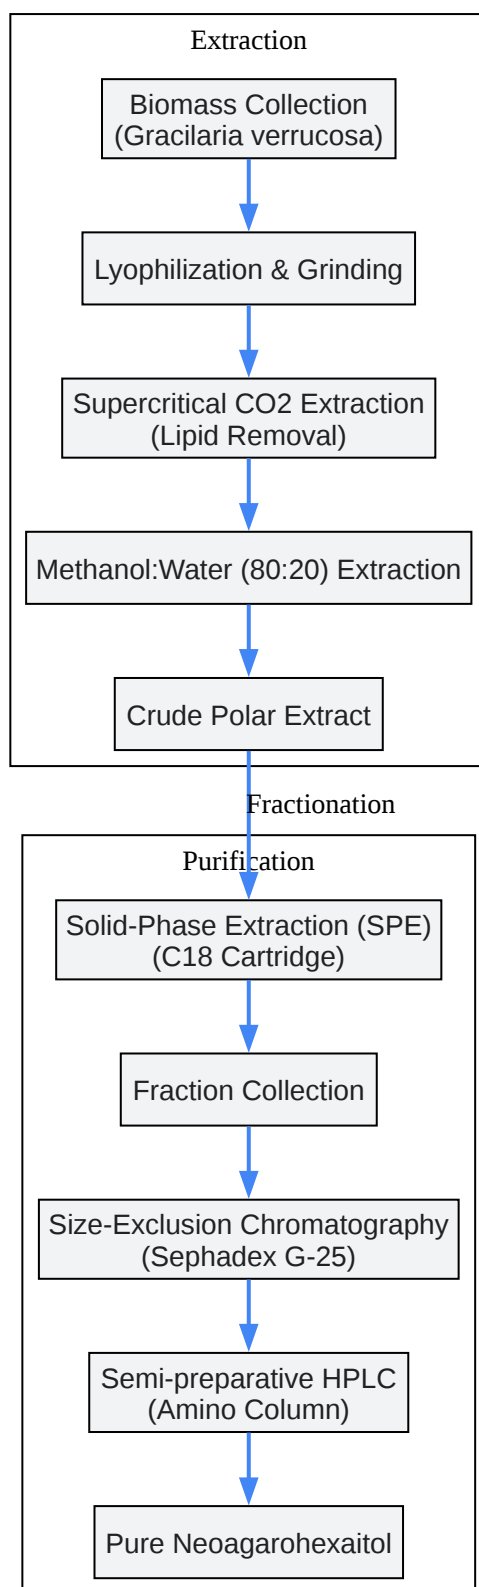 Extraction
Biomass Collection
(Gracilaria verrucosa)
Lyophilization & Grinding
Supercritical CO2 Extraction
(Lipid Removal)
Methanol:Water (80:20) Extraction
Crude Polar Extract
Fractionation
Purification
Solid-Phase Extraction (SPE)
(C18 Cartridge)
Fraction Collection
Size-Exclusion Chromatography
(Sephadex G-25)
Semi-preparative HPLC
(Amino Column)
Pure Neoagarohexaitol